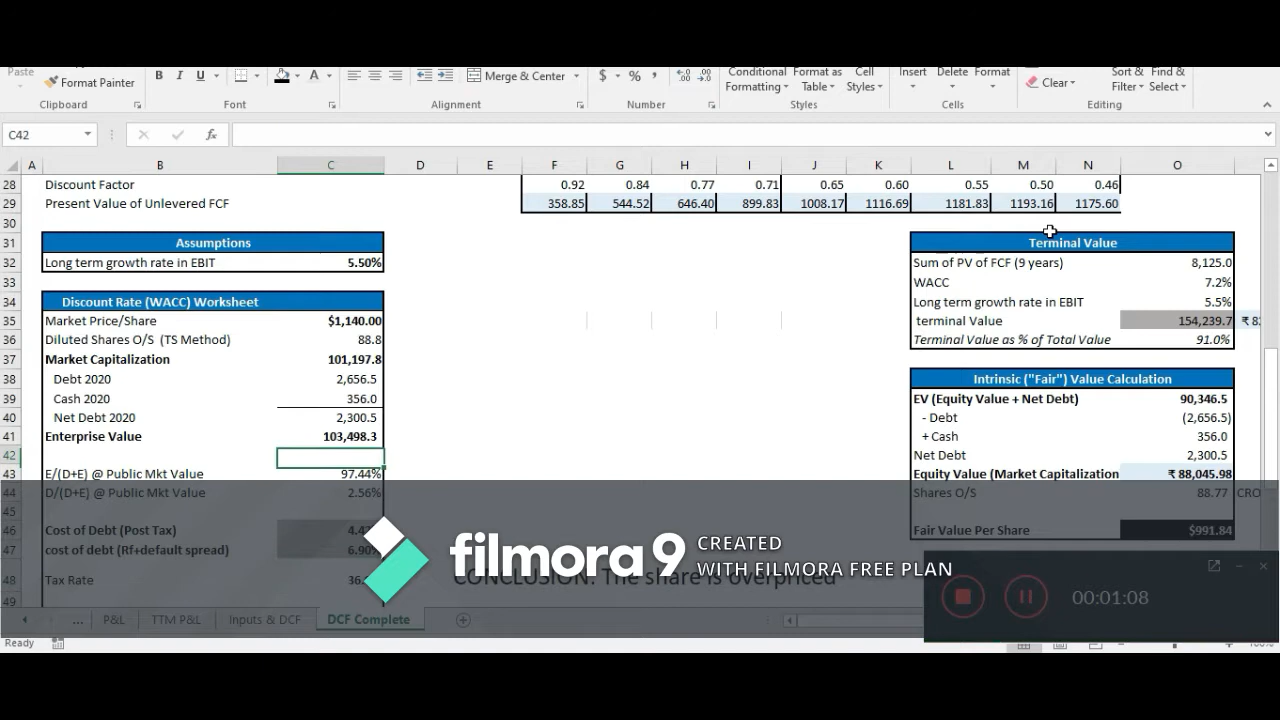 Paste
Format Painter
B I U A
Merge & Center
$ % ,
Conditional Format as Cell
Formatting Table Styles
Insert Delete Format
Clear
Sort & Find &
Filter Select
Clipboard Font Alignment Number Styles Cells Editing
C42 fx
A B C D E F G H I J K L M N O
28 Discount Factor 0.92 0.84 0.77 0.71 0.65 0.60 0.55 0.50 0.46
29 Present Value of Unlevered FCF 358.85 544.52 646.40 899.83 1008.17 1116.69 1181.83 1193.16 1175.60
30
31 Assumptions Terminal Value
32 Long term growth rate in EBIT 5.50% Sum of PV of FCF (9 years) 8,125.0
33 WACC 7.2%
34 Discount Rate (WACC) Worksheet Long term growth rate in EBIT 5.5%
35 Market Price/Share $1,140.00 terminal Value 154,239.7
36 Diluted Shares O/S (TS Method) 88.8 Terminal Value as % of Total Value 91.0%
37 Market Capitalization 101,197.8
38 Debt 2020 2,656.5 Intrinsic ("Fair") Value Calculation
39 Cash 2020 356.0 EV (Equity Value + Net Debt) 90,346.5
40 Net Debt 2020 2,300.5 - Debt (2,656.5)
41 Enterprise Value 103,498.3 + Cash 356.0
42 Net Debt 2,300.5
43 E/(D+E) @ Public Mkt Value 97.44% Equity Value (Market Capitalization ₹ 88,045.98
44 D/(D+E) @ Public Mkt Value 2.56% Shares O/S 88.77 CRO
45
46 Cost of Debt (Post Tax) Fair Value Per Share $991.84
47 cost of debt (Rf+default spread)
filmora9 CREATED
WITH FILMORA FREE PLAN
48 Tax Rate CONCLUSION: The share is overpriced
00:01:08
49
... P&L TTM P&L Inputs & DCF DCF Complete
Ready